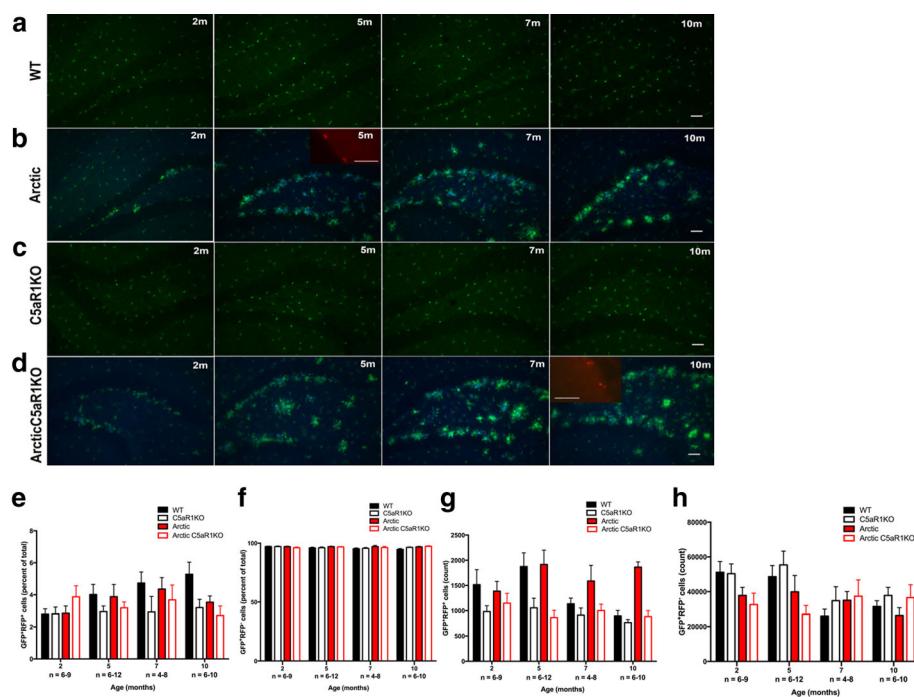 a
WT
2m 5m 7m 10m
b
Arctic
2m 5m 7m 10m
c
C5aR1KO
2m 5m 7m 10m
d
ArcticC5aR1KO
2m 5m 7m 10m
e
WT
C5aR1KO
Arctic
Arctic C5aR1KO
GFP⁺RFP⁺ cells (percent of total)
8
6
4
2
0
2 5 7 10
n = 6-9 n = 6-12 n = 4-8 n = 6-10
Age (months)
f
WT
C5aR1KO
Arctic
Arctic C5aR1KO
cells (percent of total)
100
50
0
2 5 7 10
n = 6-9 n = 6-12 n = 4-8 n = 6-10
Age (months)
g
WT
C5aR1KO
Arctic
Arctic C5aR1KO
cells (count)
2500
2000
1500
1000
500
0
2 5 7 10
n = 6-9 n = 6-12 n = 4-8 n = 6-10
Age (months)
h
WT
C5aR1KO
Arctic
Arctic C5aR1KO
cells (count)
80000
60000
40000
20000
0
2 5 7 10
n = 6-9 n = 6-12 n = 4-8 n = 6-10
Age (months)